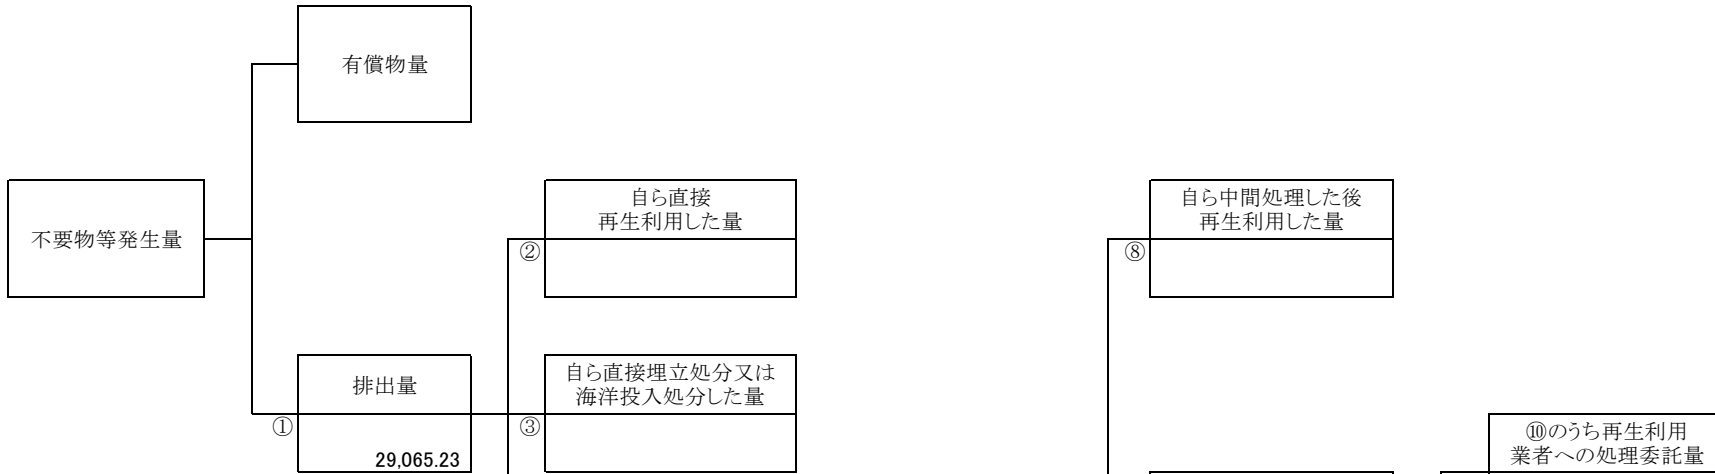 有償物量
不要物等発生量
自ら直接
再生利用した量
②
自ら中間処理した後
再生利用した量
⑧
排出量
①
29,065.23
自ら直接埋立処分又は
海洋投入処分した量
③
⑩のうち再生利用
業者への処理委託量